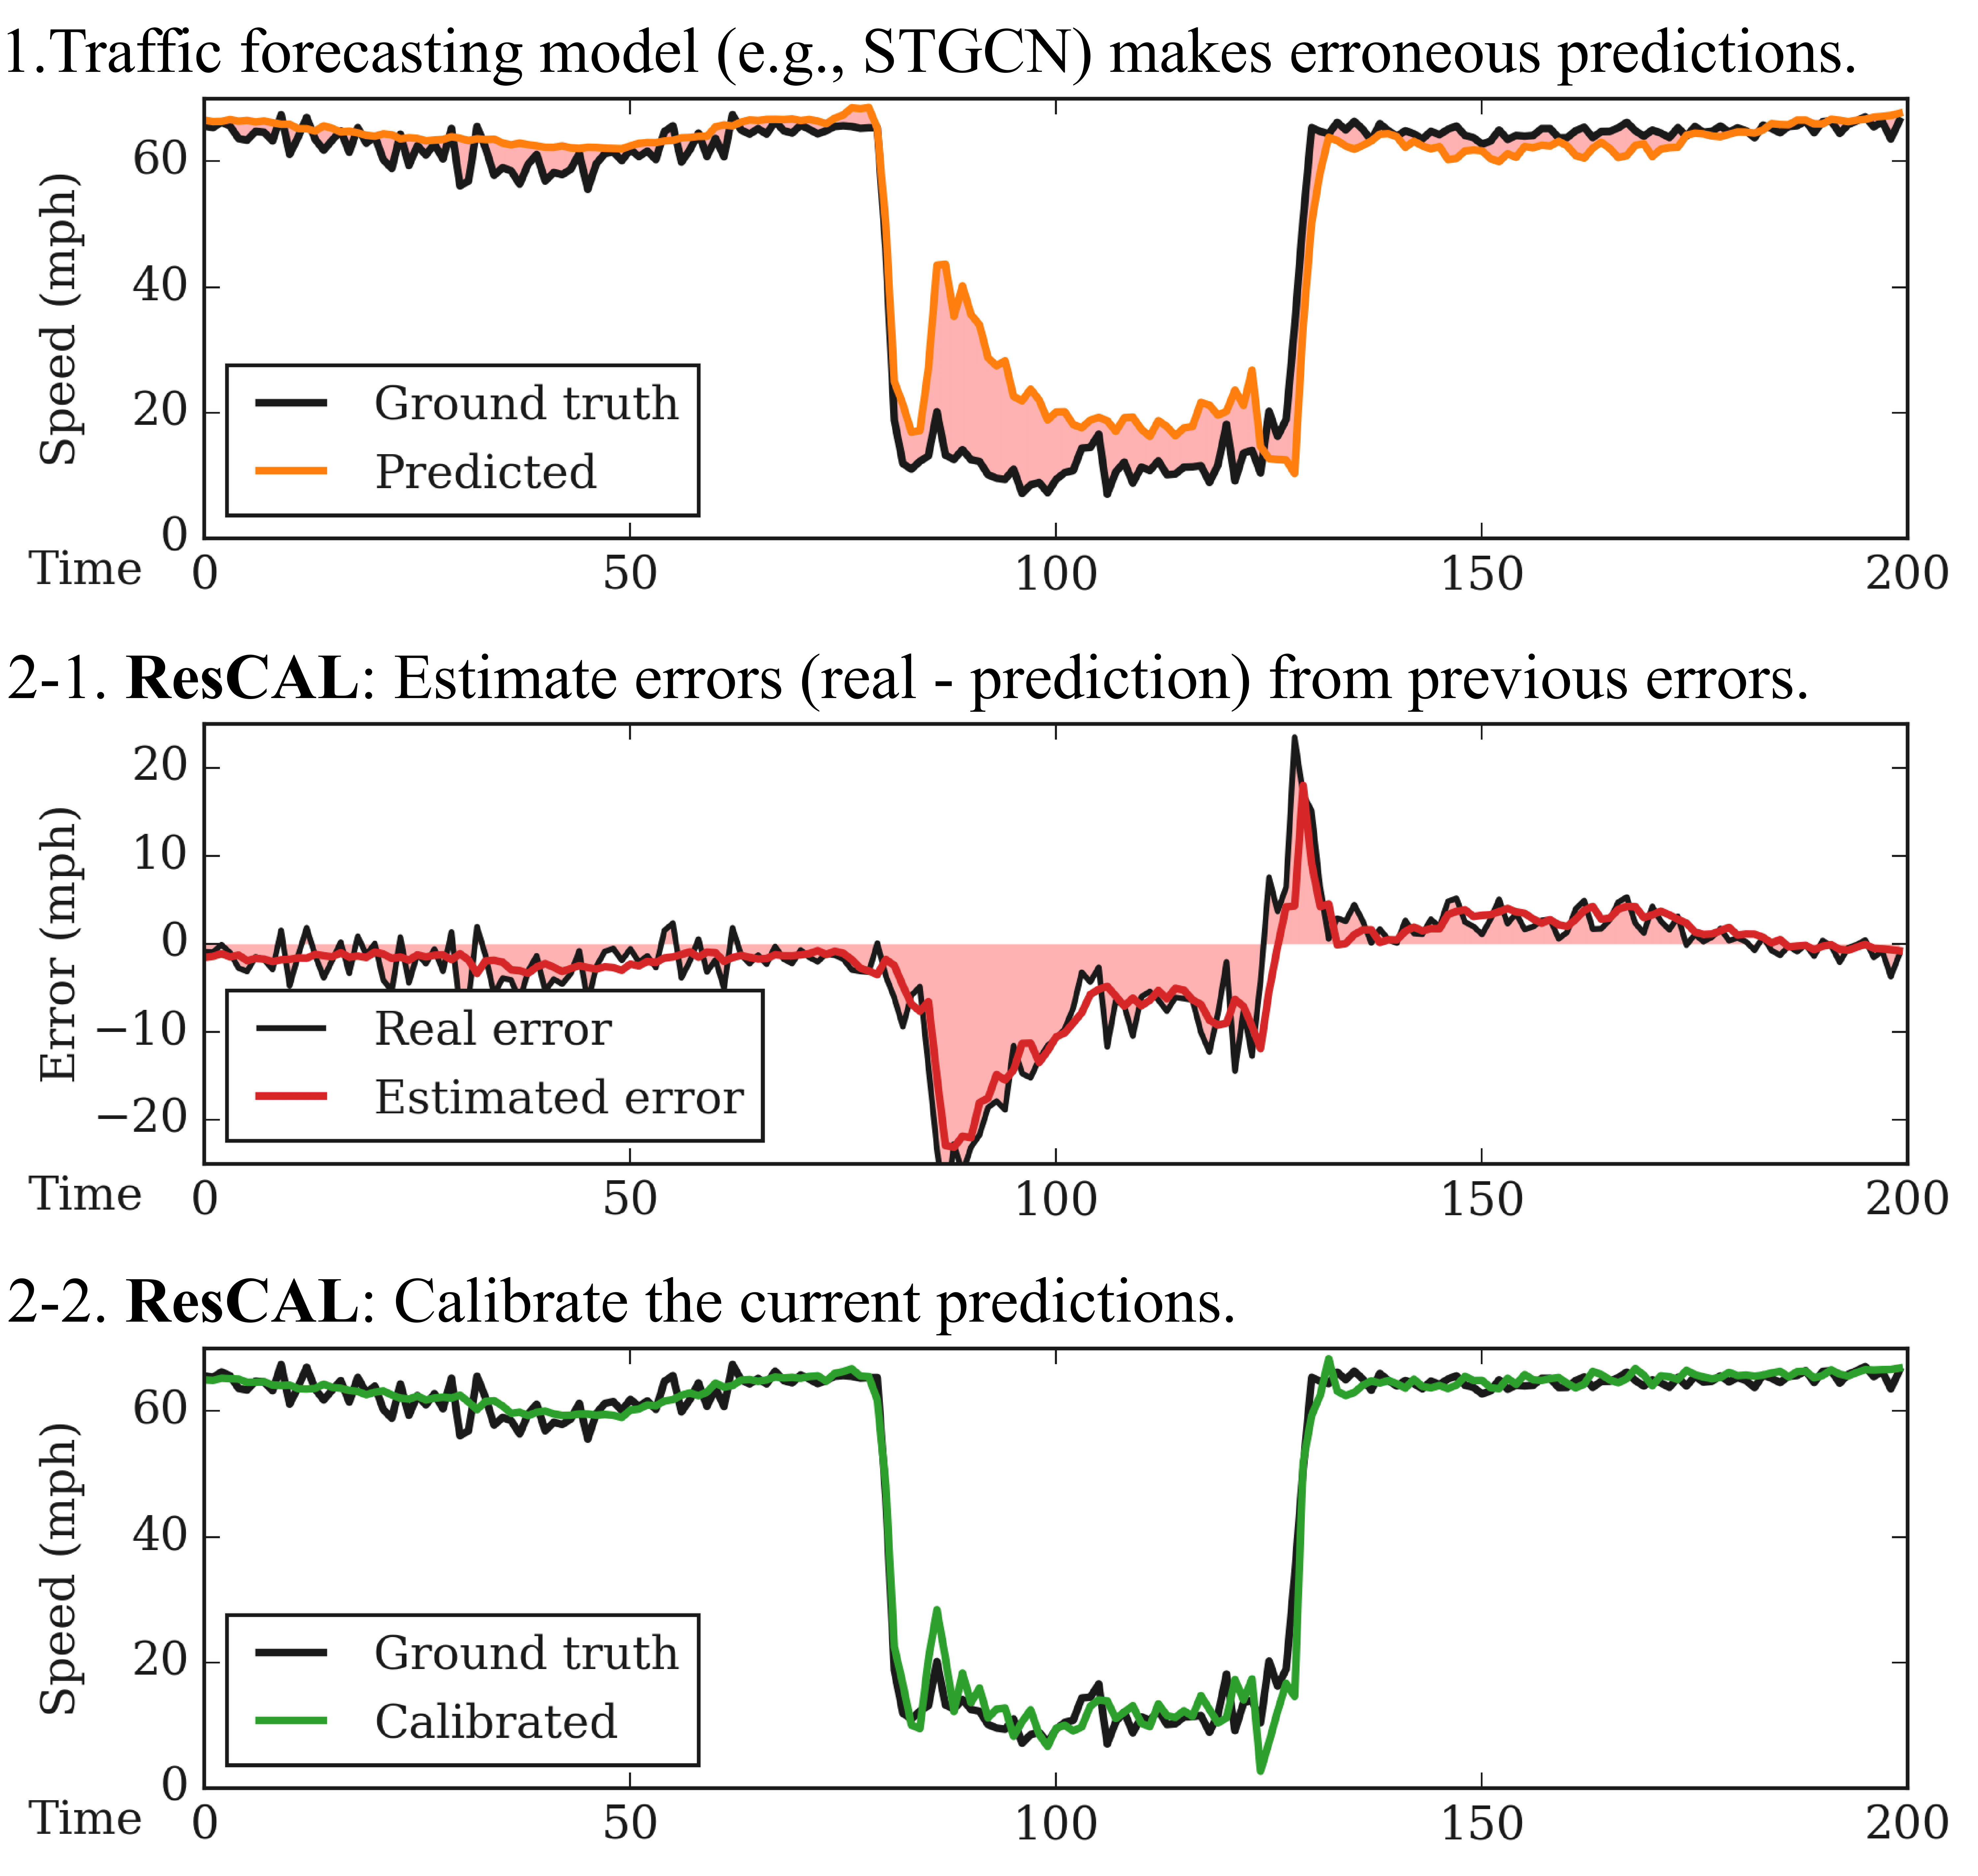 1.Traffic forecasting model (e.g., STGCN) makes erroneous predictions.
Speed (mph)
60
40
20
0
Ground truth
Predicted
Time
0 50 100 150 200
2-1. ResCAL: Estimate errors (real - prediction) from previous errors.
Error (mph)
20
10
0
−10
−20
Real error
Estimated error
Time
0 50 100 150 200
2-2. ResCAL: Calibrate the current predictions.
Speed (mph)
60
40
20
0
Ground truth
Calibrated
Time
0 50 100 150 200